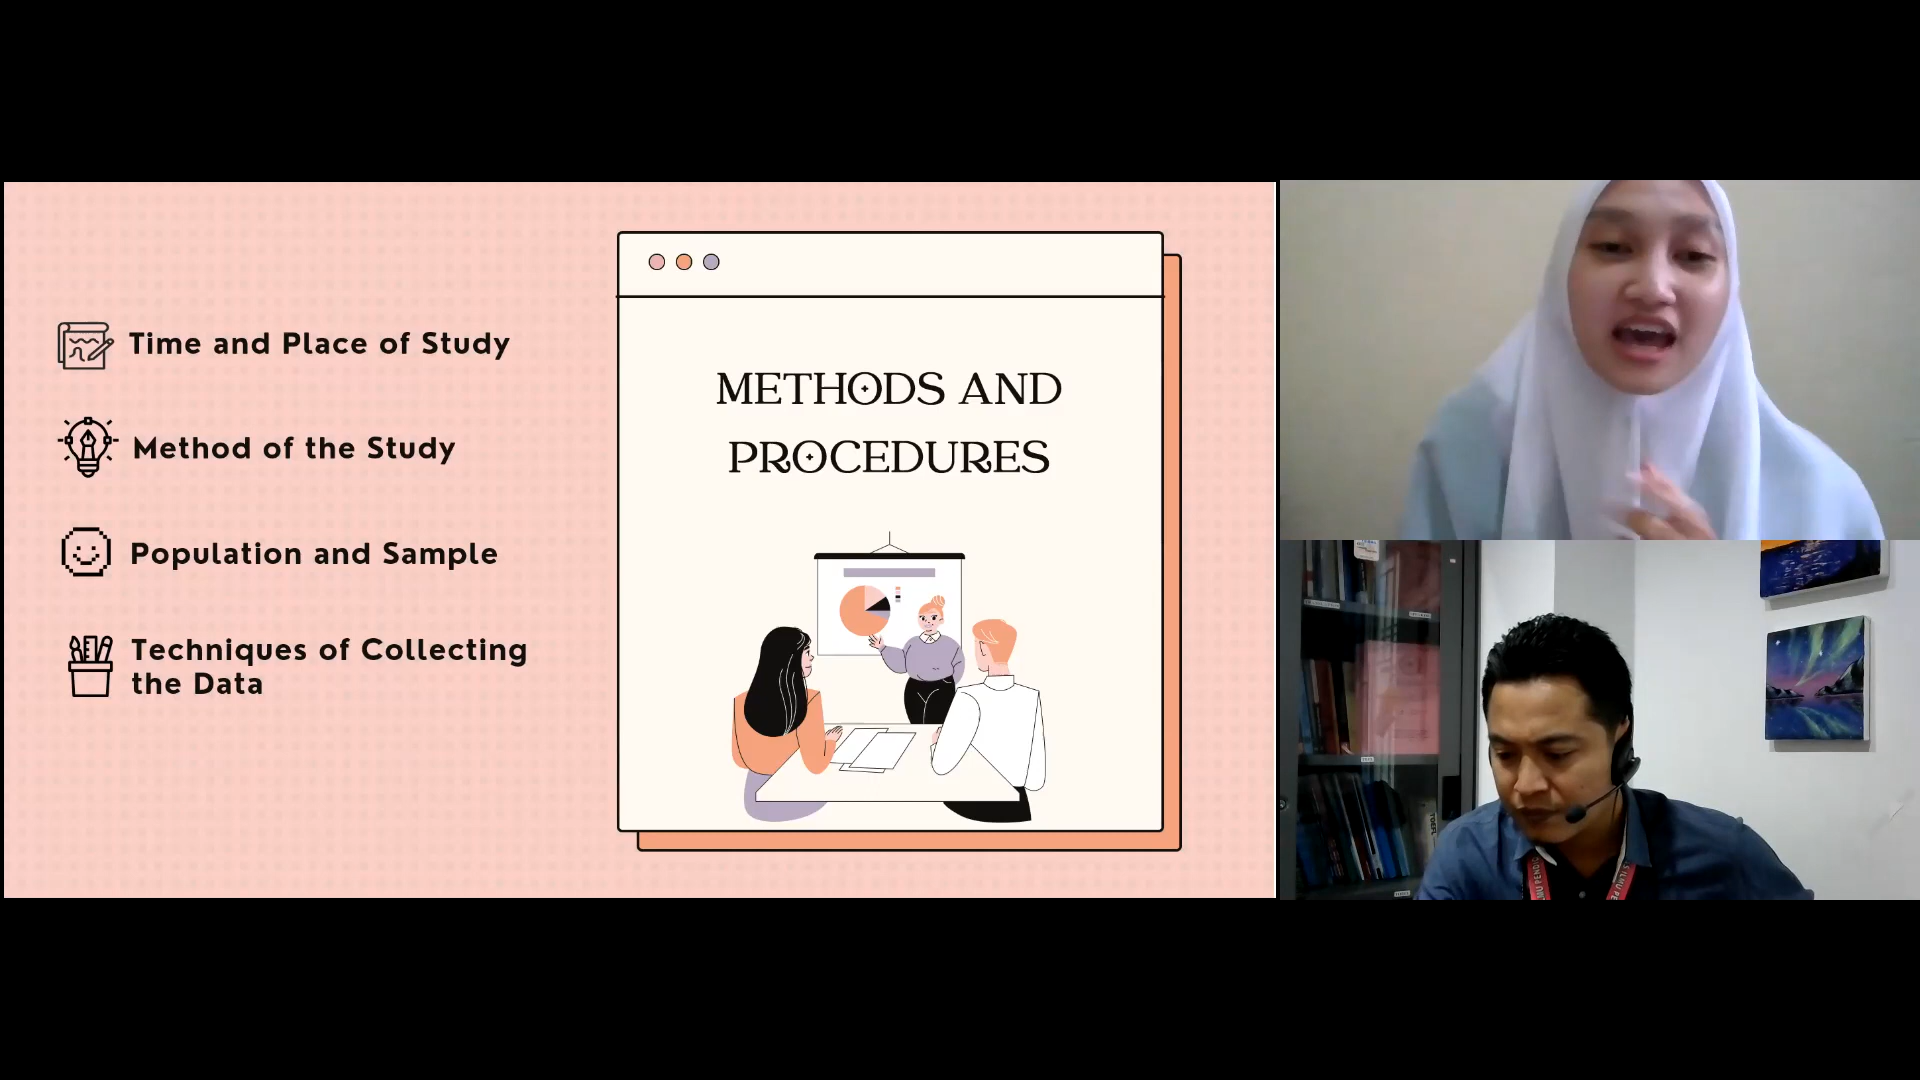 Time and Place of Study
Method of the Study
Population and Sample
Techniques of Collecting
the Data
METHODS AND
PROCEDURES
TOEFL